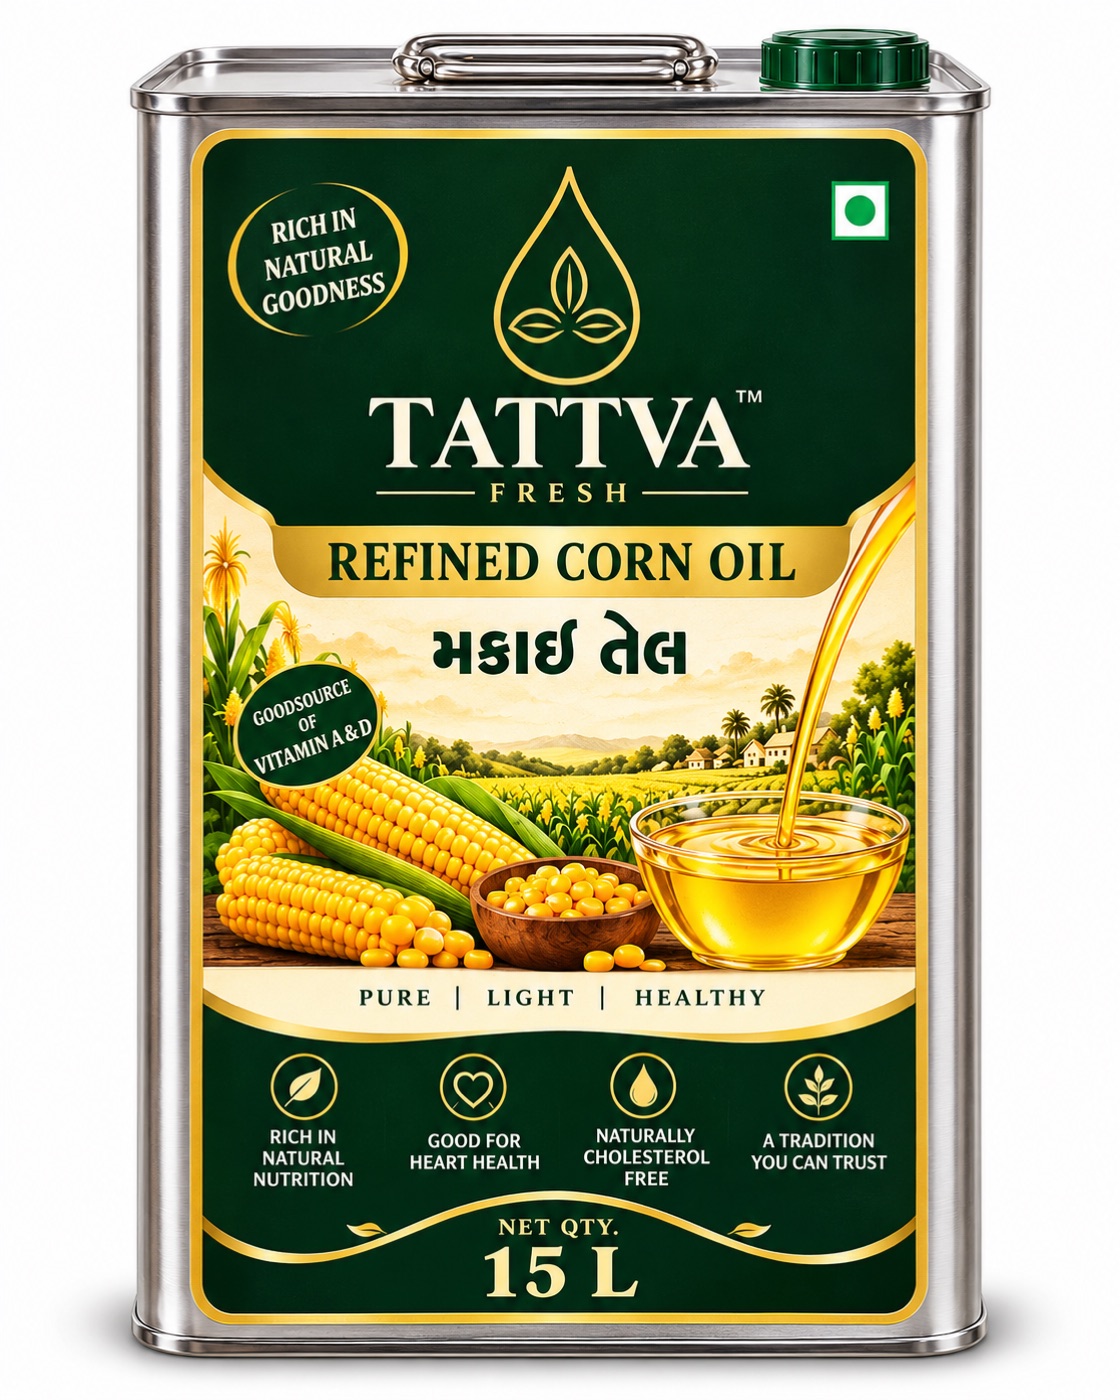 RICH IN
NATURAL
GOODNESS
TATTVA™
FRESH
REFINED CORN OIL
મકાઈ તેલ
GOODSOURCE
OF
VITAMIN A & D
PURE | LIGHT | HEALTHY
RICH IN
NATURAL
NUTRITION
GOOD FOR
HEART HEALTH
NATURALLY
CHOLESTEROL
FREE
A TRADITION
YOU CAN TRUST
NET QTY.
15 L